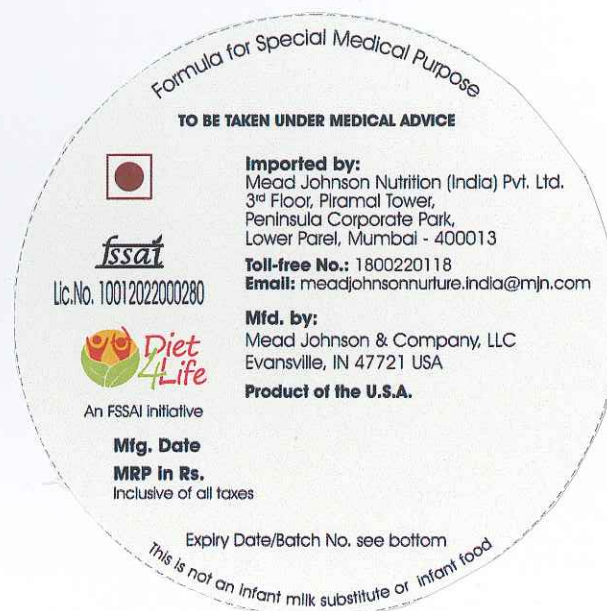 Formula for Special Medical Purpose
TO BE TAKEN UNDER MEDICAL ADVICE
Imported by:
Mead Johnson Nutrition (India) Pvt. Ltd.
3rd Floor, Piramal Tower,
Peninsula Corporate Park,
Lower Parel, Mumbai - 400013
Toll-free No.: 1800220118
Email: meadjohnsonnurture.india@mjn.com
Mfd. by:
Mead Johnson & Company, LLC
Evansville, IN 47721 USA
Product of the U.S.A.
fssai
Lic.No. 10012022000280
Diet
4Life
An FSSAI initiative
Mfg. Date
MRP in Rs.
Inclusive of all taxes
Expiry Date/Batch No. see bottom
This is not an infant milk substitute or infant food